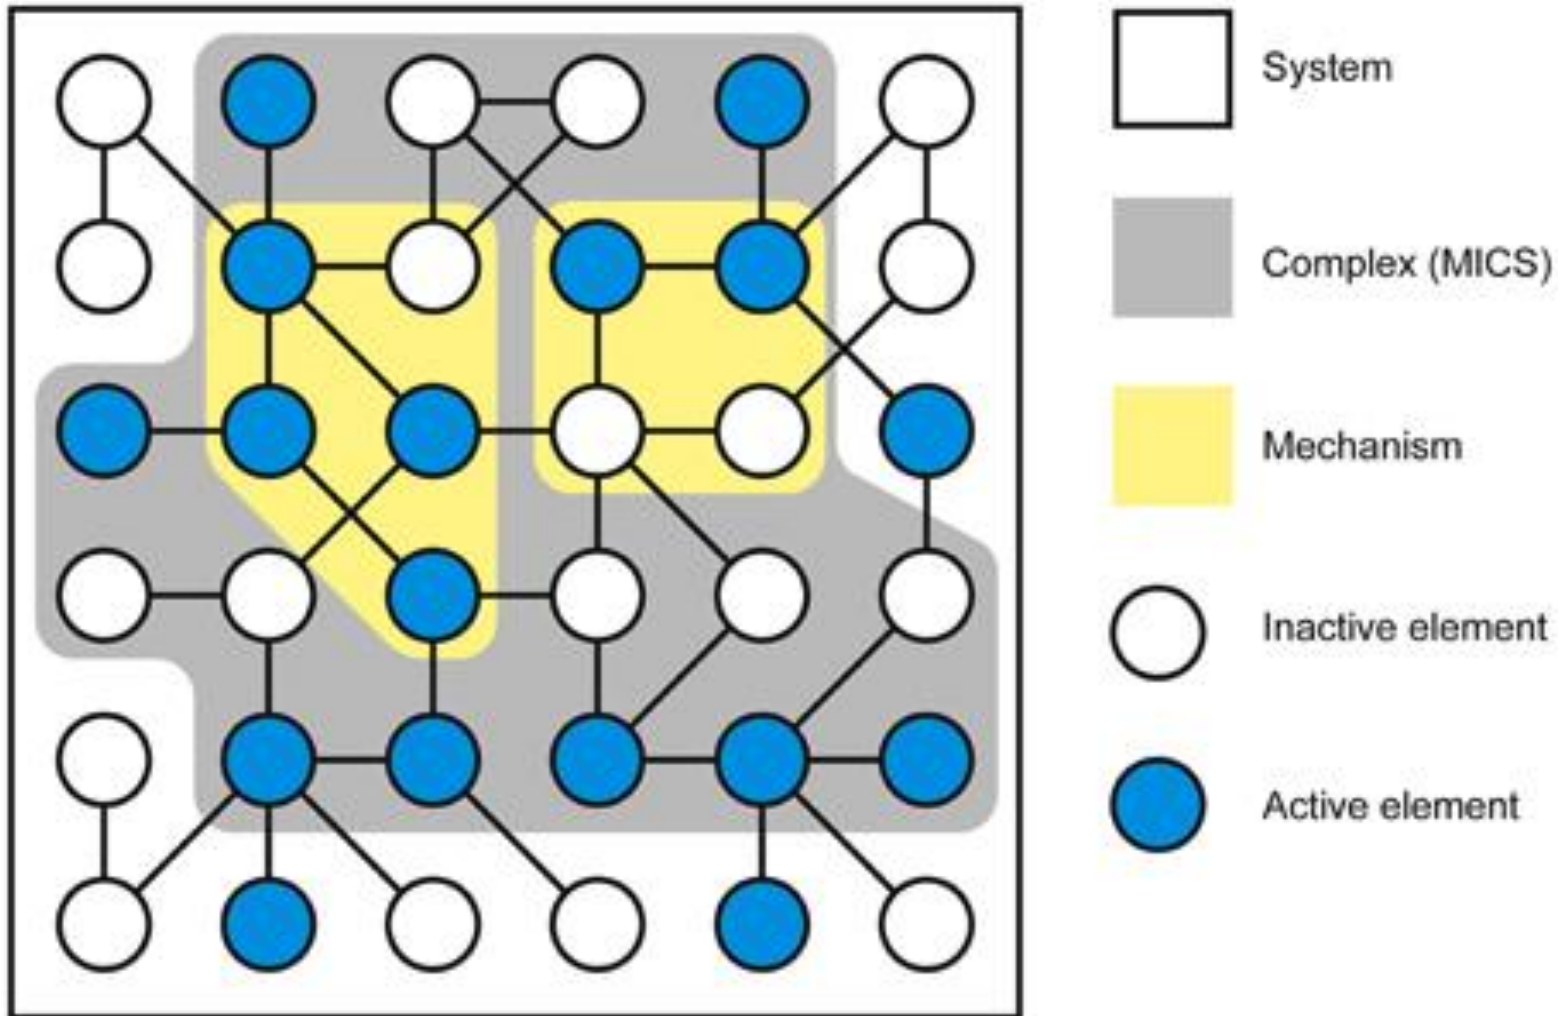 System
Complex (MICS)
Mechanism
Inactive element
Active element